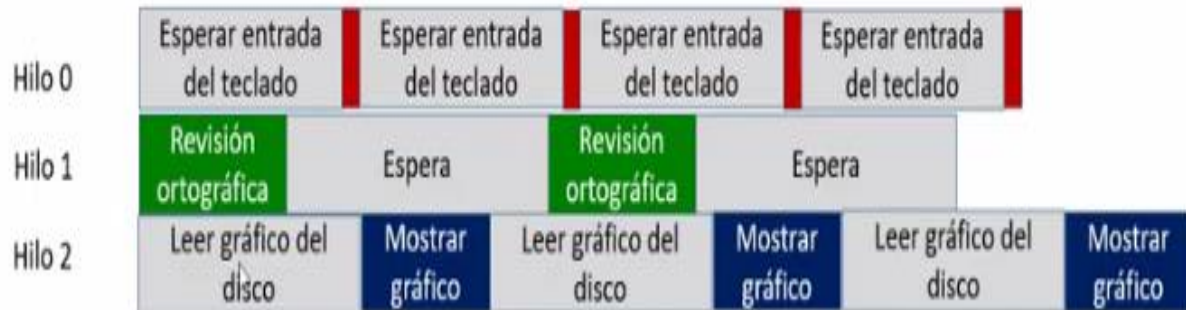 Hilo 0
Esperar entrada
del teclado
Esperar entrada
del teclado
Esperar entrada
del teclado
Esperar entrada
del teclado
Hilo 1
Revisión
ortográfica
Espera
Revisión
ortográfica
Espera
Hilo 2
Leer gráfico del
disco
Mostrar
gráfico
Leer gráfico del
disco
Mostrar
gráfico
Leer gráfico del
disco
Mostrar
gráfico